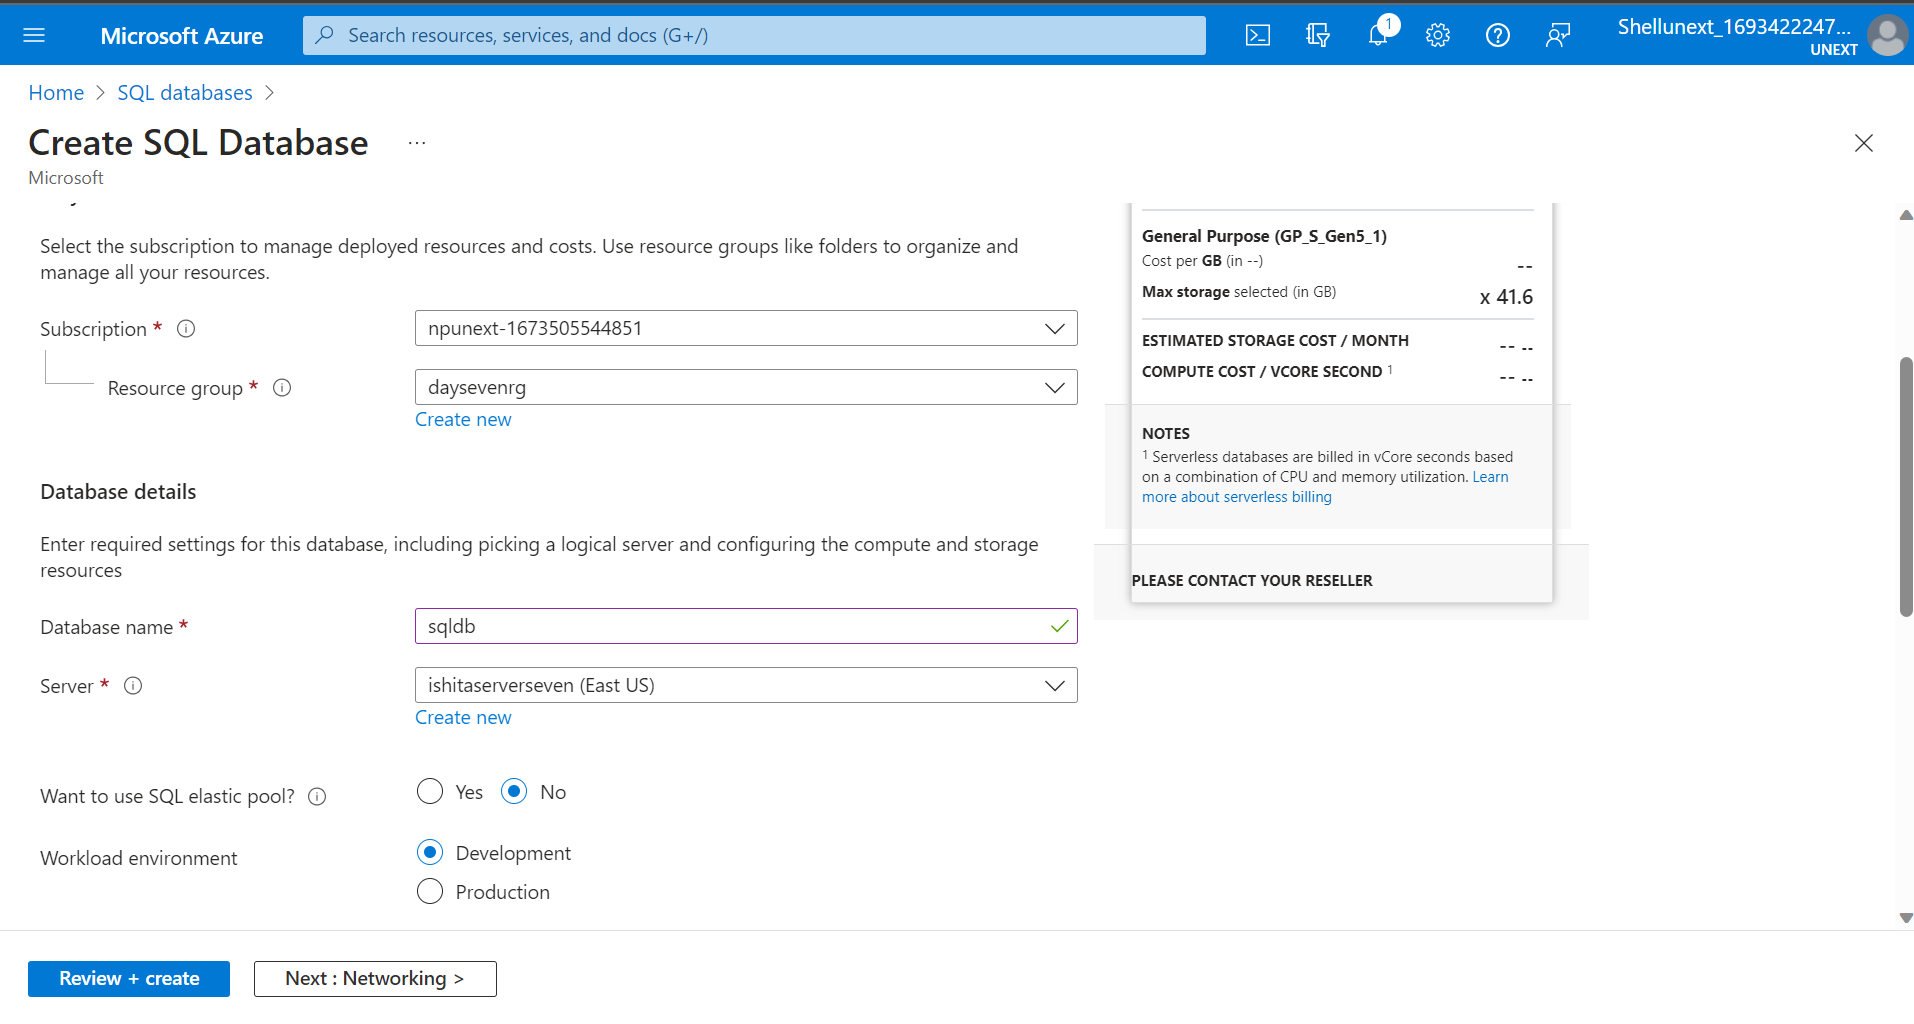 Microsoft Azure
Search resources, services, and docs (G+/)
1
Shellunext_1693422247...
UNEXT
Home > SQL databases >
Create SQL Database ...
Microsoft
Select the subscription to manage deployed resources and costs. Use resource groups like folders to organize and
manage all your resources.
Subscription *
npunext-1673505544851
Resource group *
daysevenrg
Create new
Database details
Enter required settings for this database, including picking a logical server and configuring the compute and storage
resources
Database name *
sqldb
Server *
ishitaserverseven (East US)
Create new
Want to use SQL elastic pool?
Yes
No
Workload environment
Development
Production
General Purpose (GP_S_Gen5_1)
Cost per GB (in --)
--
Max storage selected (in GB)
x 41.6
ESTIMATED STORAGE COST / MONTH
-- --
COMPUTE COST / VCORE SECOND 1
-- --
NOTES
1 Serverless databases are billed in vCore seconds based
on a combination of CPU and memory utilization. Learn
more about serverless billing
PLEASE CONTACT YOUR RESELLER
Review + create
Next : Networking >